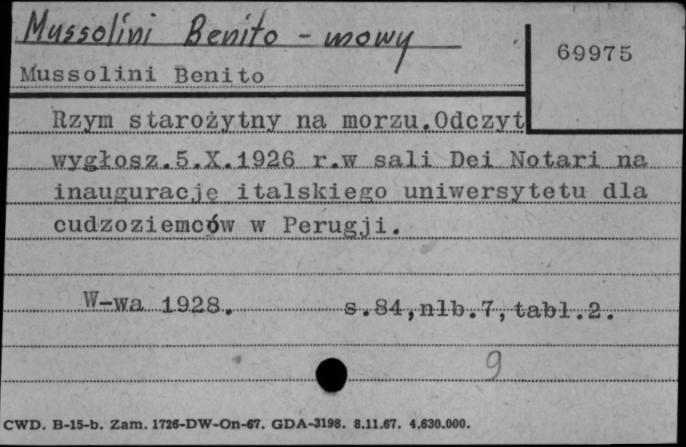 Mussolini Benito - mowy
69975
Mussolini Benito
Rzym starożytny na morzu.Odczyt
wygłosz.5.X.1926 r.w sali Dei Notari na
inaugurację italskiego uniwersytetu dla
cudzoziemców w Perugji.
W-wa 1928. s.84,nlb.7,tabl.2.
9
CWD. B-15-b. Zam. 1726-DW-On-67. GDA-3198. 8.11.67. 4.630.000.